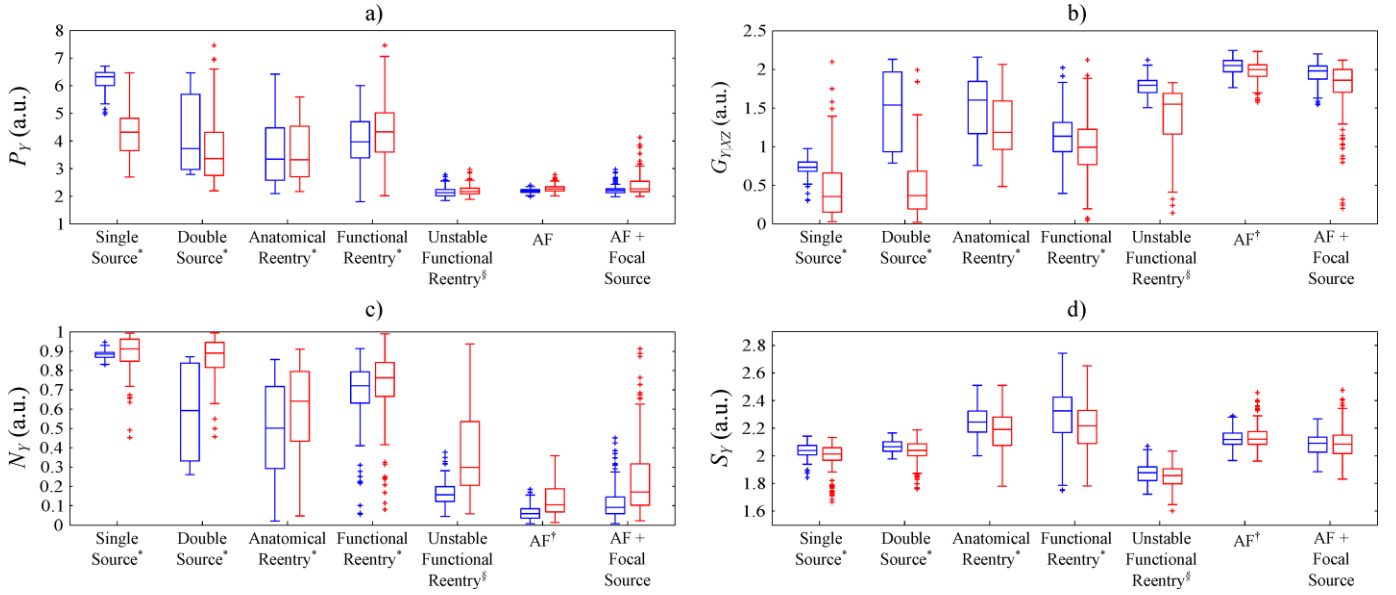 a)
P_Y (a.u.)
8
7
6
5
4
3
2
1
Single Source*
Double Source*
Anatomical Reentry*
Functional Reentry*
Unstable Functional Reentry§
AF
AF + Focal Source
b)
G_Y|XZ (a.u.)
2.5
2
1.5
1
0.5
0
Single Source*
Double Source*
Anatomical Reentry*
Functional Reentry*
Unstable Functional Reentry§
AF†
AF + Focal Source
c)
N_Y (a.u.)
1
0.9
0.8
0.7
0.6
0.5
0.4
0.3
0.2
0.1
0
Single Source*
Double Source*
Anatomical Reentry*
Functional Reentry*
Unstable Functional Reentry§
AF†
AF + Focal Source
d)
S_Y (a.u.)
2.8
2.6
2.4
2.2
2
1.8
1.6
Single Source*
Double Source*
Anatomical Reentry*
Functional Reentry*
Unstable Functional Reentry§
AF†
AF + Focal Source